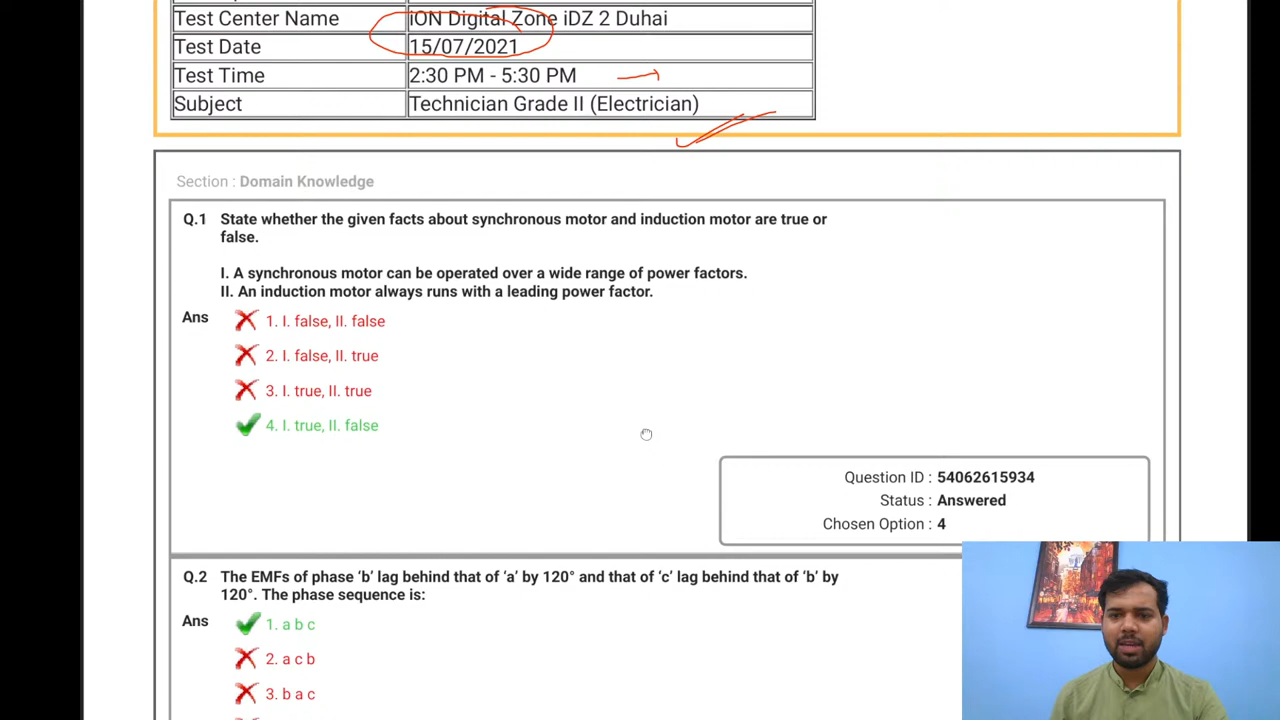 Test Center Name iON Digital Zone iDZ 2 Duhai
Test Date 15/07/2021
Test Time 2:30 PM - 5:30 PM
Subject Technician Grade II (Electrician)
Section : Domain Knowledge
Q.1 State whether the given facts about synchronous motor and induction motor are true or
false.
I. A synchronous motor can be operated over a wide range of power factors.
II. An induction motor always runs with a leading power factor.
Ans 1. I. false, II. false
2. I. false, II. true
3. I. true, II. true
4. I. true, II. false
Question ID : 54062615934
Status : Answered
Chosen Option : 4
Q.2 The EMFs of phase ‘b’ lag behind that of ‘a’ by 120° and that of ‘c’ lag behind that of ‘b’ by
120°. The phase sequence is:
Ans 1. a b c
2. a c b
3. b a c